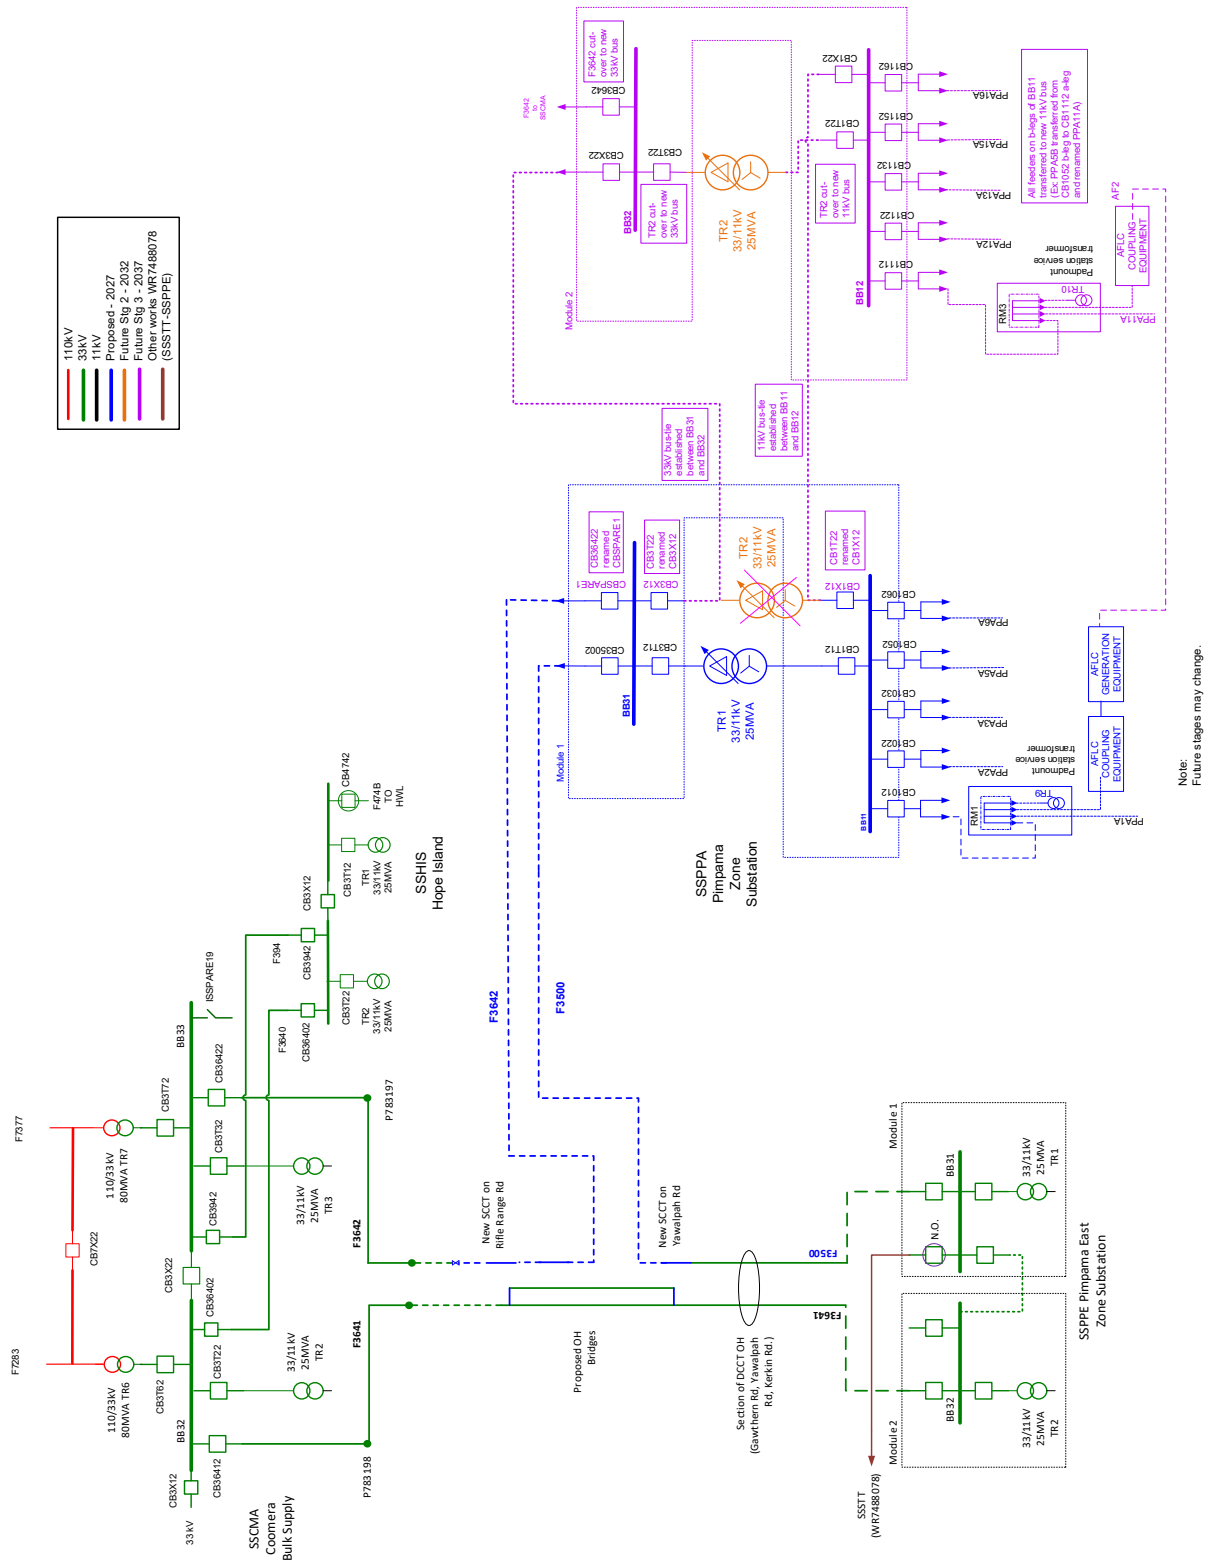 110kV
33kV
11kV
Proposed - 2027
Future Stg 2 - 2032
Future Stg 3 - 2037
Other works WR7488078
(SSSTT-SSPPE)
F7283
F7377
CB7X22
110/33kV
80MVA TR6
110/33kV
80MVA TR7
CB3T62
CB3T72
CB3X12
33kV
BB32
CB3X22
BB33
ISSPARE19
CB36412
CB3T22
CB36402
CB3942
CB3T32
CB36422
33/11kV
25MVA
TR2
33/11kV
25MVA
TR3
SSCMA
Coomera
Bulk Supply
P783198
P783197
F3641
F3642
F3640
F394
CB36402
CB3942
CB3X12
CB3T22
CB3T12
CB4742
TR2
33/11kV
25MVA
TR1
33/11kV
25MVA
F474B
TO
HWL
SSHIS
Hope Island
New SCCT on
Rifle Range Rd
Proposed OH
Bridges
New SCCT on
Yawalpah Rd
Section of DCCT OH
(Gawthern Rd, Yawalpah
Rd, Kerkin Rd.)
F3642
F3500
F3500
F3641
SSSTT
(WR7488078)
Module 2
BB32
33/11kV
25MVA
TR2
Module 1
BB31
N.O.
33/11kV
25MVA
TR1
SSPPE Pimpama East
Zone Substation
SSPPA
Pimpama
Zone
Substation
Module 1
BB31
CB35002
CBSPARE1
CB36422
renamed
CBSPARE1
CB3T12
CB3X12
CB3T22
renamed
CB3X12
TR1
33/11kV
25MVA
TR2
33/11kV
25MVA
CB1T12
CB1X12
CB1T22
renamed
CB1X12
BB11
CB1012
CB1022
CB1032
CB1052
CB1062
PPA1A
PPA2A
PPA3A
PPA5A
PPA6A
RM1
TR9
Padmount
station service
transformer
AFLC
COUPLING
EQUIPMENT
AFLC
GENERATION
EQUIPMENT
33kV bus-tie
established
between BB31
and BB32
11kV bus-tie
established
between BB11
and BB12
Module 2
F3642
to
SSCMA
F3642 cut-
over to new
33kV bus
CB3X22
CB3642
BB32
CB3T22
TR2 cut-
over to new
33kV bus
TR2
33/11kV
25MVA
TR2 cut-
over to new
11kV bus
CB1T22
CB1X22
BB12
CB1112
CB1122
CB1132
CB1152
CB1162
PPA11A
PPA12A
PPA13A
PPA15A
PPA16A
RM3
TR10
Padmount
station service
transformer
AFLC
COUPLING
EQUIPMENT
AF2
All feeders on b-legs of BB11
transferred to new 11kV bus
(Ex: PPA5B transferred from
CB1052 b-leg to CB1112 a-leg
and renamed PPA11A)
Note:
Future stages may change.